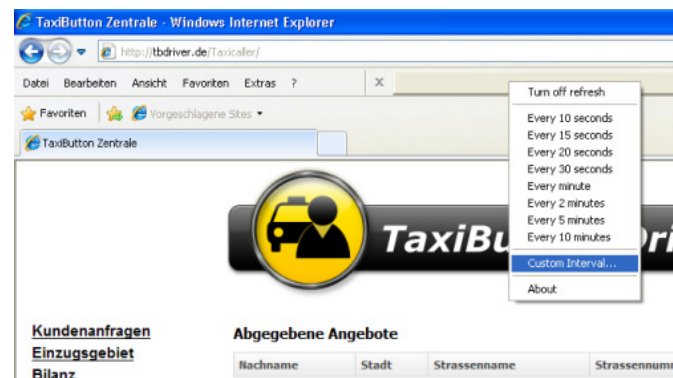 TaxiButton Zentrale - Windows Internet Explorer
http://tbdriver.de/Taxicaller/
Datei Bearbeiten Ansicht Favoriten Extras ? X
Favoriten Vorgeschlagene Sites
TaxiButton Zentrale
Turn off refresh
Every 10 seconds
Every 15 seconds
Every 20 seconds
Every 30 seconds
Every minute
Every 2 minutes
Every 5 minutes
Every 10 minutes
Custom Interval...
About
TaxiBu
Kundenanfragen
Einzugsgebiet
Bilanz
Abgegebene Angebote
Nachname Stadt Strassenname Strassennum